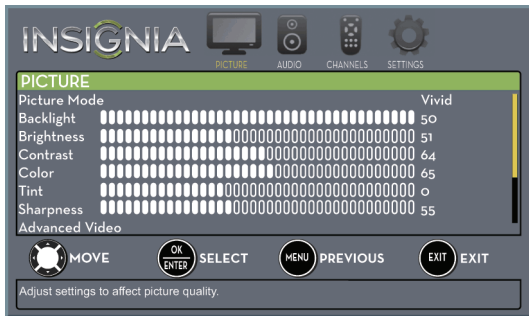 INSIGNIA
PICTURE AUDIO CHANNELS SETTINGS
PICTURE
Picture Mode Vivid
Backlight 50
Brightness 51
Contrast 64
Color 65
Tint 0
Sharpness 55
Advanced Video
MOVE OK ENTER SELECT MENU PREVIOUS EXIT EXIT
Adjust settings to affect picture quality.